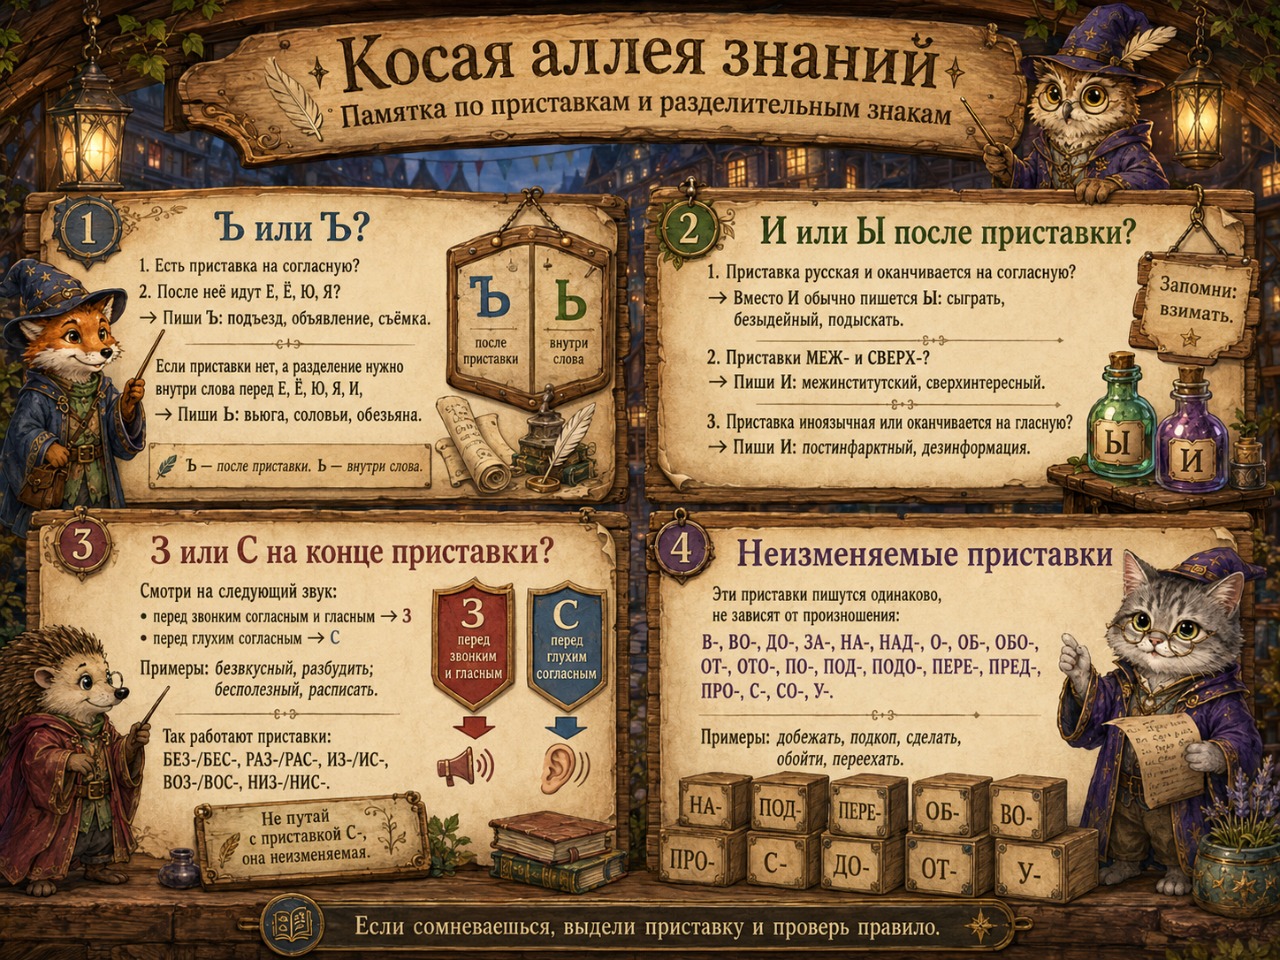 Косая аллея знаний
Памятка по приставкам и разделительным знакам
1
Ъ или Ъ?
1. Есть приставка на согласную?
2. После неё идут Е, Ё, Ю, Я?
→ Пиши Ъ: подъезд, объявление, съёмка.
Если приставки нет, а разделение нужно
внутри слова перед Е, Ё, Ю, Я, И,
→ Пиши Ь: вьюга, соловьи, обезьяна.
Ъ — после приставки. Ь — внутри слова.
Ъ
после
приставки
Ь
внутри
слова
2
И или Ы после приставки?
1. Приставка русская и оканчивается на согласную?
→ Вместо И обычно пишется Ы: сыграть,
безыдейный, подыскать.
2. Приставки МЕЖ- и СВЕРХ-?
→ Пиши И: межинститутский, сверхинтересный.
3. Приставка иноязычная или оканчивается на гласную?
→ Пиши И: постинфарктный, дезинформация.
Запомни:
взимать.
Ы
И
3
З или С на конце приставки?
Смотри на следующий звук:
• перед звонким согласным и гласным → З
• перед глухим согласным → С
Примеры: безвкусный, разбудить;
бесполезный, расписать.
Так работают приставки:
БЕЗ-/БЕС-, РАЗ-/РАС-, ИЗ-/ИС-,
ВОЗ-/ВОС-, НИЗ-/НИС-.
Не путай
с приставкой С-,
она неизменяемая.
З
перед
звонким
и гласным
С
перед
глухим
согласным
4
Неизменяемые приставки
Эти приставки пишутся одинаково,
не зависят от произношения:
В-, ВО-, ДО-, ЗА-, НА-, НАД-, О-, ОБ-, ОБО-,
ОТ-, ОТО-, ПО-, ПОД-, ПОДО-, ПЕРЕ-, ПРЕД-,
ПРО-, С-, СО-, У-.
Примеры: добежать, подкоп, сделать,
обойти, переехать.
НА- ПОД- ПЕРЕ- ОБ- ВО-
ПРО- С- ДО- ОТ- У-
Если сомневаешься, выдели приставку и проверь правило.